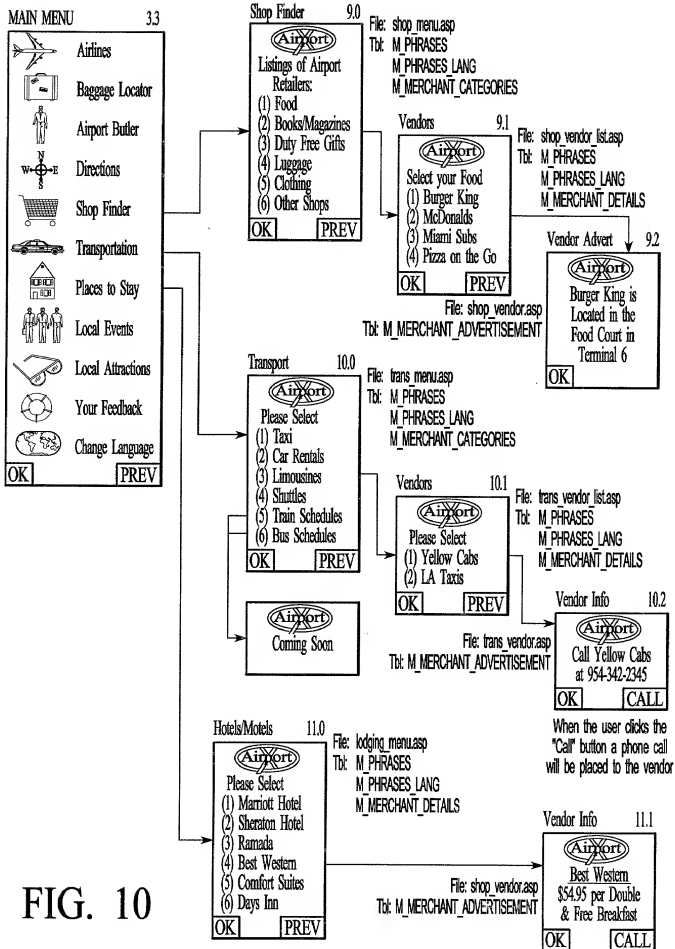 MAIN MENU 3.3
Airlines
Baggage Locator
Airport Butler
N
W E
S
Directions
Shop Finder
Transportation
Places to Stay
Local Events
Local Attractions
Your Feedback
Change Language
OK PREV
Shop Finder 9.0
Airport
X
Listings of Airport
Retailers:
(1) Food
(2) Books/Magazines
(3) Duty Free Gifts
(4) Luggage
(5) Clothing
(6) Other Shops
OK PREV
File: shop_menu.asp
Tbl: M_PHRASES
M_PHRASES_LANG
M_MERCHANT_CATEGORIES
Vendors 9.1
Airport
X
Select your Food
(1) Burger King
(2) McDonalds
(3) Miami Subs
(4) Pizza on the Go
OK PREV
File: shop_vendor_list.asp
Tbl: M_PHRASES
M_PHRASES_LANG
M_MERCHANT_DETAILS
Vendor Advert 9.2
Airport
X
Burger King is
Located in the
Food Court in
Terminal 6
OK
File: shop_vendor.asp
Tbl: M_MERCHANT_ADVERTISEMENT
Transport 10.0
Airport
X
Please Select
(1) Taxi
(2) Car Rentals
(3) Limousines
(4) Shuttles
(5) Train Schedules
(6) Bus Schedules
OK PREV
File: trans_menu.asp
Tbl: M_PHRASES
M_PHRASES_LANG
M_MERCHANT_CATEGORIES
Vendors 10.1
Airport
X
Please Select
(1) Yellow Cabs
(2) LA Taxis
OK PREV
File: trans_vendor_list.asp
Tbl: M_PHRASES
M_PHRASES_LANG
M_MERCHANT_DETAILS
Airport
X
Coming Soon
Vendor Info 10.2
Airport
X
Call Yellow Cabs
at 954-342-2345
OK CALL
File: trans_vendor.asp
Tbl: M_MERCHANT_ADVERTISEMENT
When the user clicks the
"Call" button a phone call
will be placed to the vendor
Hotels/Motels 11.0
Airport
X
Please Select
(1) Marriott Hotel
(2) Sheraton Hotel
(3) Ramada
(4) Best Western
(5) Comfort Suites
(6) Days Inn
OK PREV
File: lodging_menu.asp
Tbl: M_PHRASES
M_PHRASES_LANG
M_MERCHANT_DETAILS
Vendor Info 11.1
Airport
X
Best Western
$54.95 per Double
& Free Breakfast
OK CALL
File: shop_vendor.asp
Tbl: M_MERCHANT_ADVERTISEMENT
FIG. 10